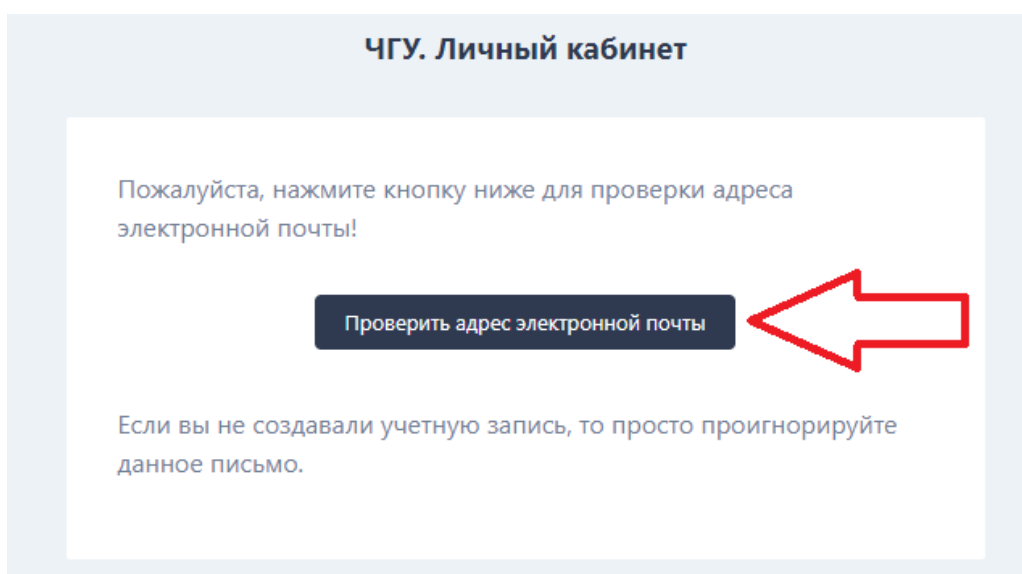 ЧГУ. Личный кабинет
Пожалуйста, нажмите кнопку ниже для проверки адреса
электронной почты!
Проверить адрес электронной почты
Если вы не создавали учетную запись, то просто проигнорируйте
данное письмо.